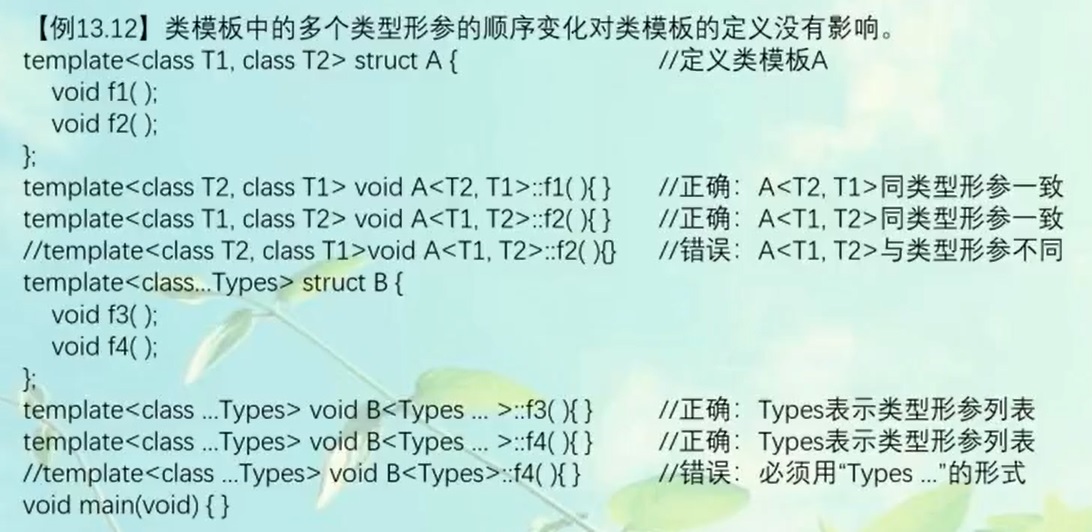 【例13.12】类模板中的多个类型形参的顺序变化对类模板的定义没有影响。
template<class T1, class T2> struct A { //定义类模板A
void f1( );
void f2( );
};
template<class T2, class T1> void A<T2, T1>::f1( ){ } //正确：A<T2, T1>同类型形参一致
template<class T1, class T2> void A<T1, T2>::f2( ){ } //正确：A<T1, T2>同类型形参一致
//template<class T2, class T1>void A<T1, T2>::f2( ){} //错误：A<T1, T2>与类型形参不同
template<class...Types> struct B {
void f3( );
void f4( );
};
template<class ...Types> void B<Types ... >::f3( ){ } //正确：Types表示类型形参列表
template<class ...Types> void B<Types ... >::f4( ){ } //正确：Types表示类型形参列表
//template<class ...Types> void B<Types>::f4( ){ } //错误：必须用“Types ...”的形式
void main(void) { }